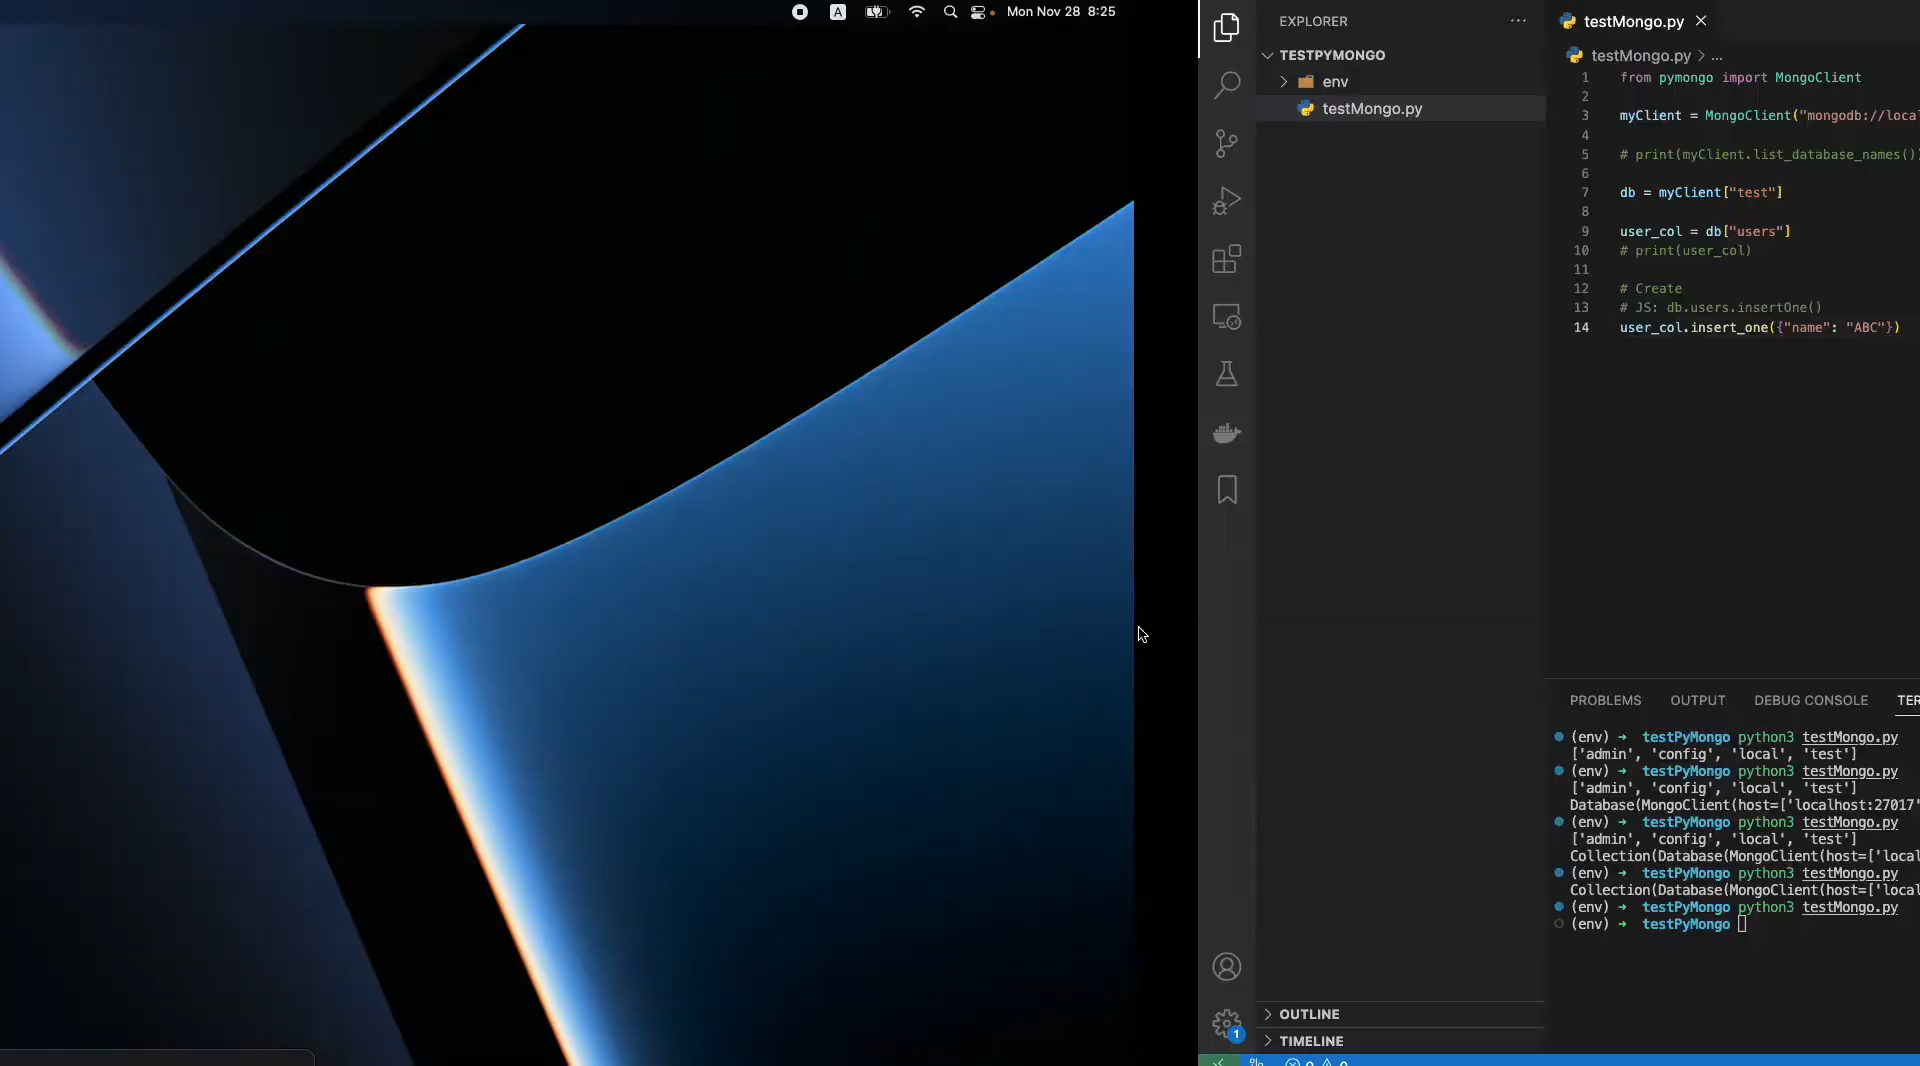 A
Mon Nov 28 8:25
EXPLORER
TESTPYMONGO
env
testMongo.py
OUTLINE
TIMELINE
1
testMongo.py
testMongo.py > ...
1 from pymongo import MongoClient
2
3 myClient = MongoClient("mongodb://loca
4
5 # print(myClient.list_database_names())
6
7 db = myClient["test"]
8
9 user_col = db["users"]
10 # print(user_col)
11
12 # Create
13 # JS: db.users.insertOne()
14 user_col.insert_one({"name": "ABC"})
PROBLEMS OUTPUT DEBUG CONSOLE TER
(env) → testPyMongo python3 testMongo.py
['admin', 'config', 'local', 'test']
(env) → testPyMongo python3 testMongo.py
['admin', 'config', 'local', 'test']
Database(MongoClient(host=['localhost:27017'
(env) → testPyMongo python3 testMongo.py
['admin', 'config', 'local', 'test']
Collection(Database(MongoClient(host=['local
(env) → testPyMongo python3 testMongo.py
Collection(Database(MongoClient(host=['local
(env) → testPyMongo python3 testMongo.py
(env) → testPyMongo